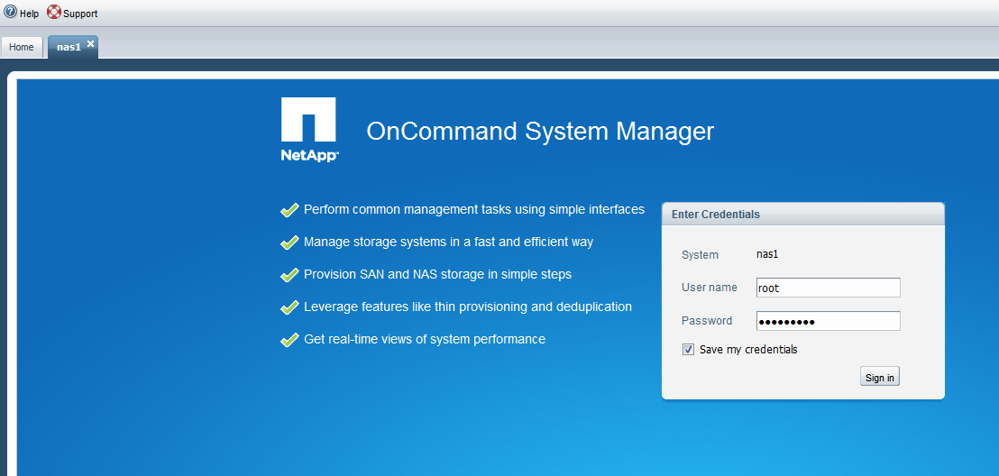 Help Support
Home nas1
NetApp
OnCommand System Manager
Perform common management tasks using simple interfaces
Manage storage systems in a fast and efficient way
Provision SAN and NAS storage in simple steps
Leverage features like thin provisioning and deduplication
Get real-time views of system performance
Enter Credentials
System nas1
User name root
Password •••••••••
Save my credentials
Sign in